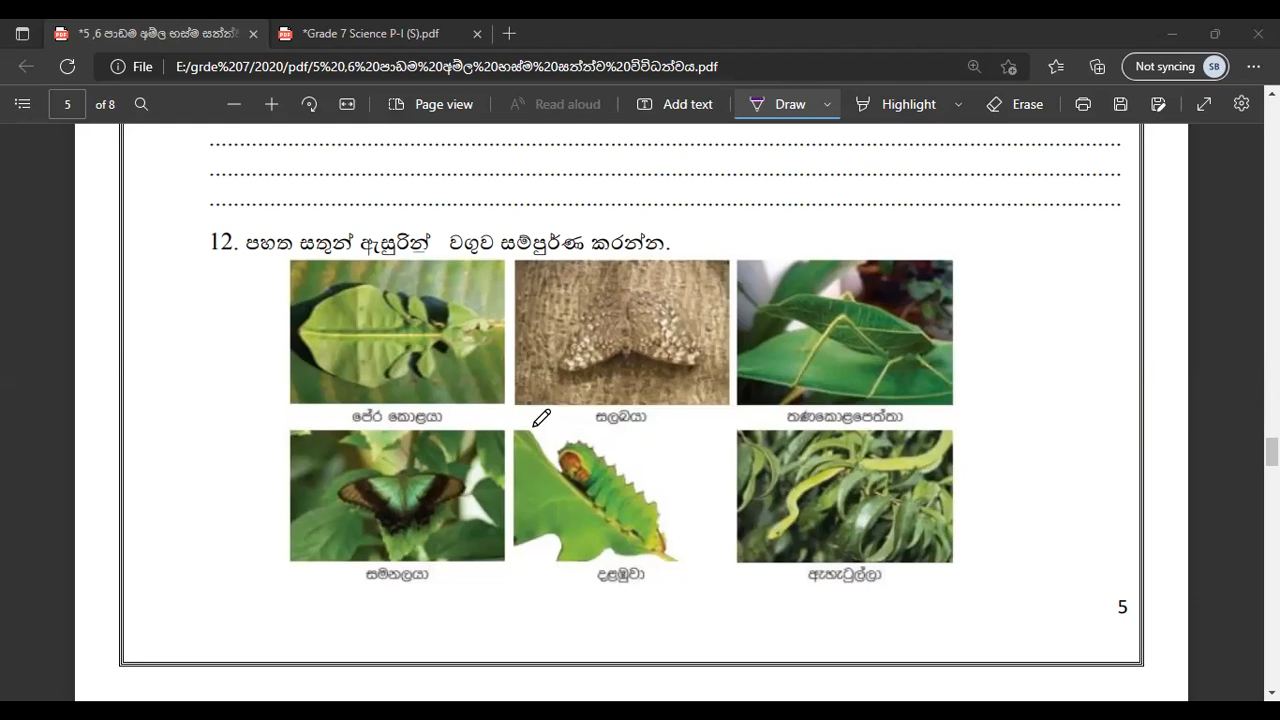 *5 ,6 පාඩම අම්ල භස්ම සත්ත්ව
*Grade 7 Science P-I (S).pdf
File
E:/grde%207/2020/pdf/5%20,6%20පාඩම%20අම්ල%20භස්ම%20සත්ත්ව%20විවිධත්වය.pdf
Not syncing
SB
5
of 8
Page view
Read aloud
Add text
Draw
Highlight
Erase
12. පහත සතුන් ඇසුරින් වගුව සම්පුර්ණ කරන්න.
පේර කොළයා
සලබයා
තණකොළපෙත්තා
සමනලයා
දළඹුවා
ඇහැටුල්ලා
5